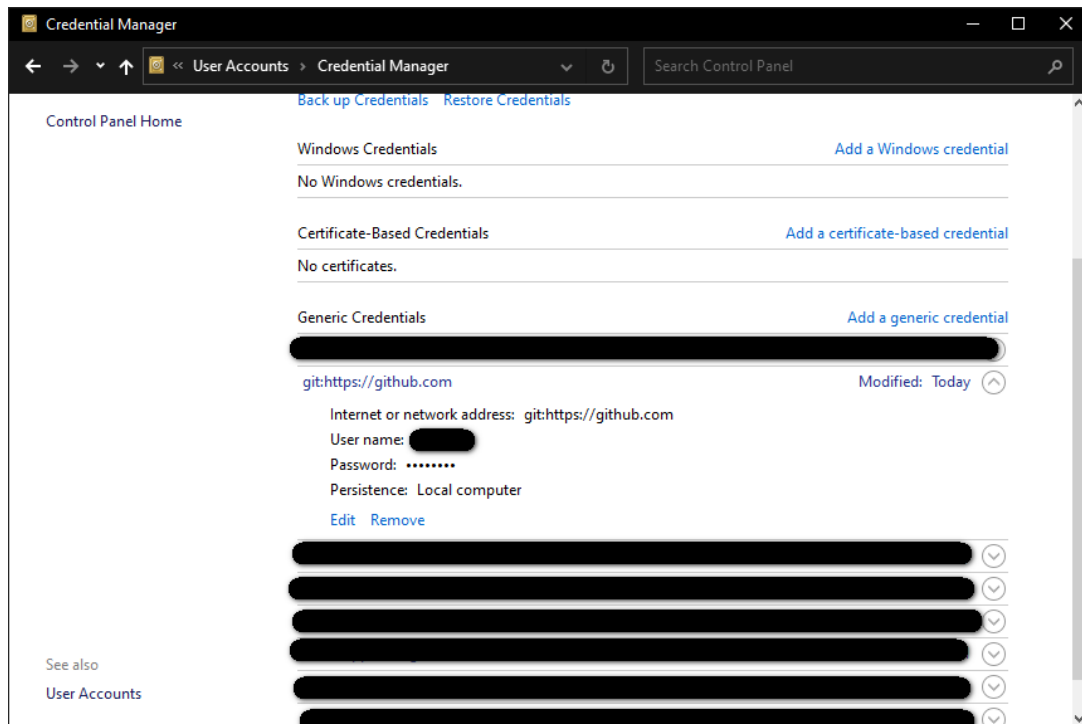 Credential Manager
User Accounts > Credential Manager
Search Control Panel
Back up Credentials Restore Credentials
Control Panel Home
Windows Credentials Add a Windows credential
No Windows credentials.
Certificate-Based Credentials Add a certificate-based credential
No certificates.
Generic Credentials Add a generic credential
git:https://github.com Modified: Today
Internet or network address: git:https://github.com
User name:
Password: ••••••••
Persistence: Local computer
Edit Remove
See also
User Accounts